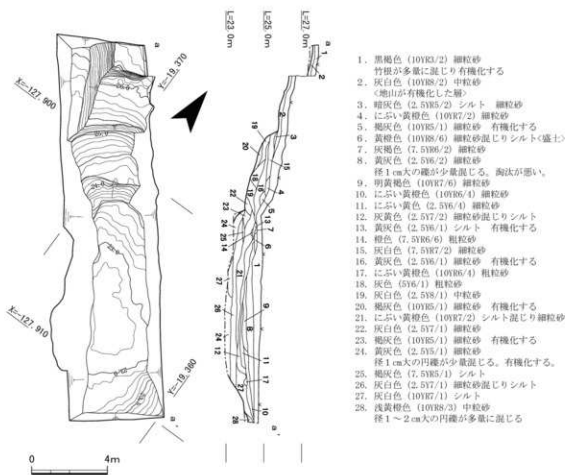 L=23.0m
L=25.0m
L=27.0m
a
a
X=-127,900
X=-19,370
26.0
X=-127,910
Y=-19,360
a'
a'
0
4m
1. 黒褐色（10YR3/2）細粒砂
竹根が多量に混じり有機化する
2. 灰白色（10YR8/2）中粒砂
<地山が有機化した層>
3. 暗灰色（2.5YR5/2）シルト 細粒砂
4. にぶい黄橙色（10YR7/2）細粒砂
5. 褐灰色（10YR5/1）細粒砂 有機化する
6. 黄橙色（10YR8/6）細粒砂混じりシルト<盛土>
7. 灰褐色（7.5YR6/2）細粒砂
8. 黄灰色（2.5Y6/2）細粒砂
径１㎝大の礫が少量混じる。淘汰が悪い。
9. 明黄褐色（10YR7/6）細粒砂
10. にぶい黄橙色（10YR6/4）細粒砂
11. にぶい黄色（2.5Y6/4）細粒砂
12. 灰黄色（2.5Y7/2）細粒砂混じりシルト
13. 黄灰色（2.5Y6/1）シルト 有機化する
14. 橙色（7.5YR6/6）粗粒砂
15. 灰白色（7.5YR7/2）細粒砂
16. 黄灰色（2.5Y6/1）細粒砂 有機化する
17. にぶい黄橙色（10YR6/4）粗粒砂
18. 灰色（5Y6/1）粗粒砂
19. 灰白色（2.5Y8/1）中粒砂
20. 褐灰色（10YR5/1）細粒砂 有機化する
21. にぶい黄橙色（10YR7/2）シルト混じり細粒砂
22. 灰白色（2.5Y7/1）細粒砂
23. 褐灰色（10YR5/1）細粒砂 有機化する
24. 黄灰色（2.5Y5/1）細粒砂
径１㎝大の円礫が少量混じる。有機化する。
25. 褐灰色（7.5YR5/1）シルト
26. 灰白色（2.5Y7/1）細粒砂混じりシルト
27. 灰白色（10YR7/1）シルト
28. 浅黄橙色（10YR8/3）中粒砂
径１～２㎝大の円礫が多量に混じる